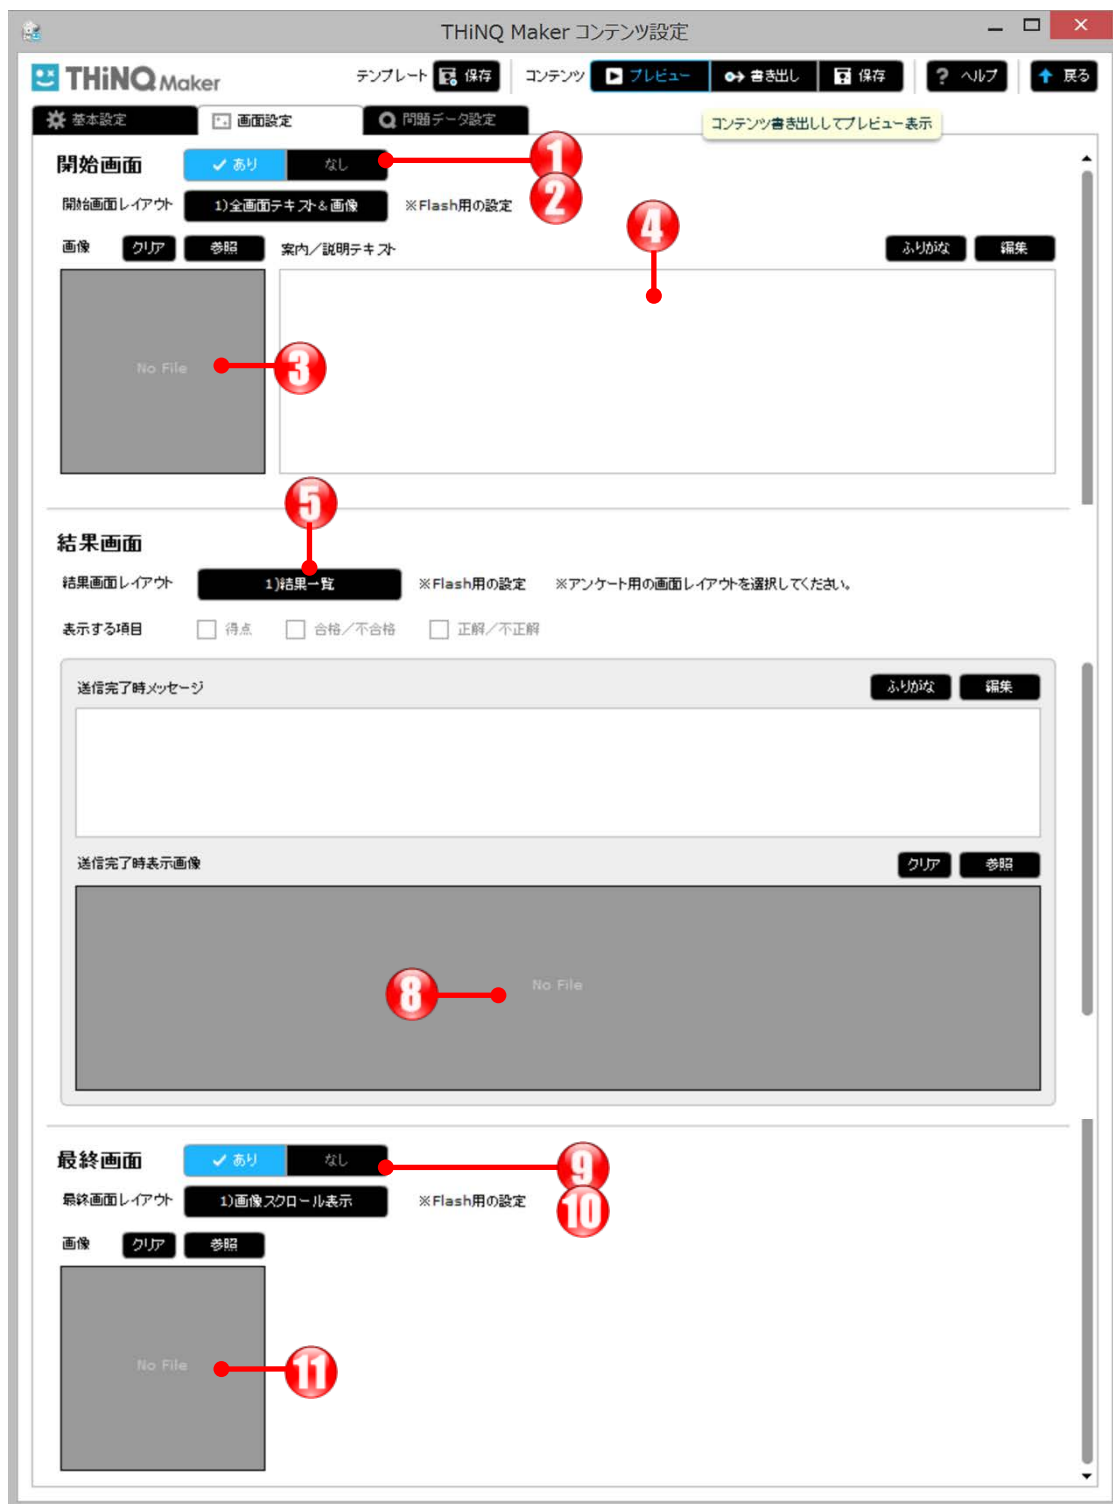 THiNQ Maker コンテンツ設定
THiNQ Maker テンプレート 保存 コンテンツ プレビュー 書き出し 保存 ? ヘルプ 戻る
基本設定 画面設定 問題データ設定
コンテンツ書き出ししてプレビュー表示
開始画面 あり なし 1
開始画面レイアウト 1)全画面テキスト&画像 ※Flash用の設定 2
4
画像 クリア 参照 案内/説明テキスト ふりがな 編集
No File 3
5
結果画面
結果画面レイアウト 1)結果一覧 ※Flash用の設定 ※アンケート用の画面レイアウトを選択してください。
表示する項目 得点 合格/不合格 正解/不正解
送信完了時メッセージ ふりがな 編集
送信完了時表示画像 クリア 参照
8 No File
最終画面 あり なし 9
最終画面レイアウト 1)画像スクロール表示 ※Flash用の設定 10
画像 クリア 参照
No File 11